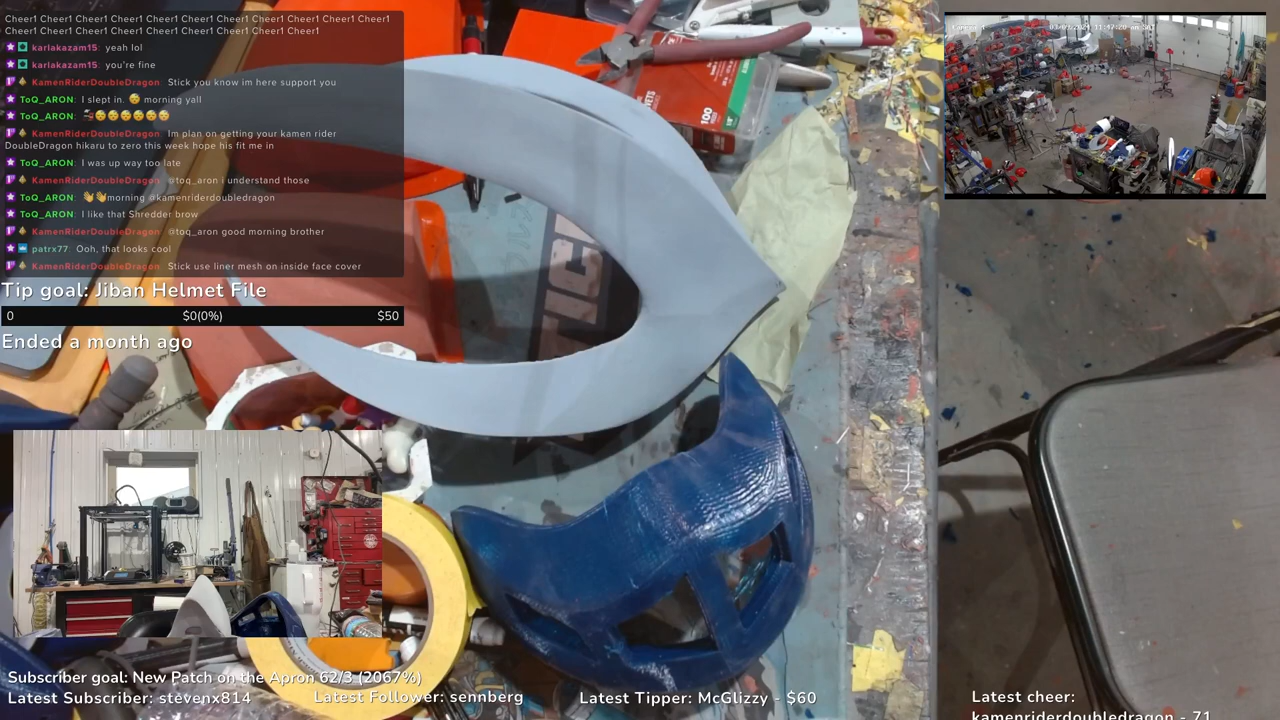 Cheer1 Cheer1 Cheer1 Cheer1 Cheer1 Cheer1 Cheer1 Cheer1 Cheer1 Cheer1 Cheer1
Cheer1 Cheer1 Cheer1 Cheer1 Cheer1 Cheer1 Cheer1 Cheer1 Cheer1
karlakazam15: yeah lol
karlakazam15: you're fine
KamenRiderDoubleDragon: Stick you know im here support you
ToQ_ARON: I slept in. 😴 morning yall
ToQ_ARON:
KamenRiderDoubleDragon: Im plan on getting your kamen rider
DoubleDragon hikaru to zero this week hope his fit me in
ToQ_ARON: I was up way too late
KamenRiderDoubleDragon: @toq_aron i understand those
ToQ_ARON: 👋👋morning @kamenriderdoubledragon
ToQ_ARON: I like that Shredder brow
KamenRiderDoubleDragon: @toq_aron good morning brother
patrx77: Ooh, that looks cool
KamenRiderDoubleDragon: Stick use liner mesh on inside face cover
Tip goal: Jiban Helmet File
0 $0(0%) $50
Ended a month ago
100
Subscriber goal: New Patch on the Apron 62/3 (2067%)
Latest Subscriber: stevenx814
Latest Follower: sennberg
Latest Tipper: McGlizzy - $60
Latest cheer:
kamenriderdoubledragon - 71